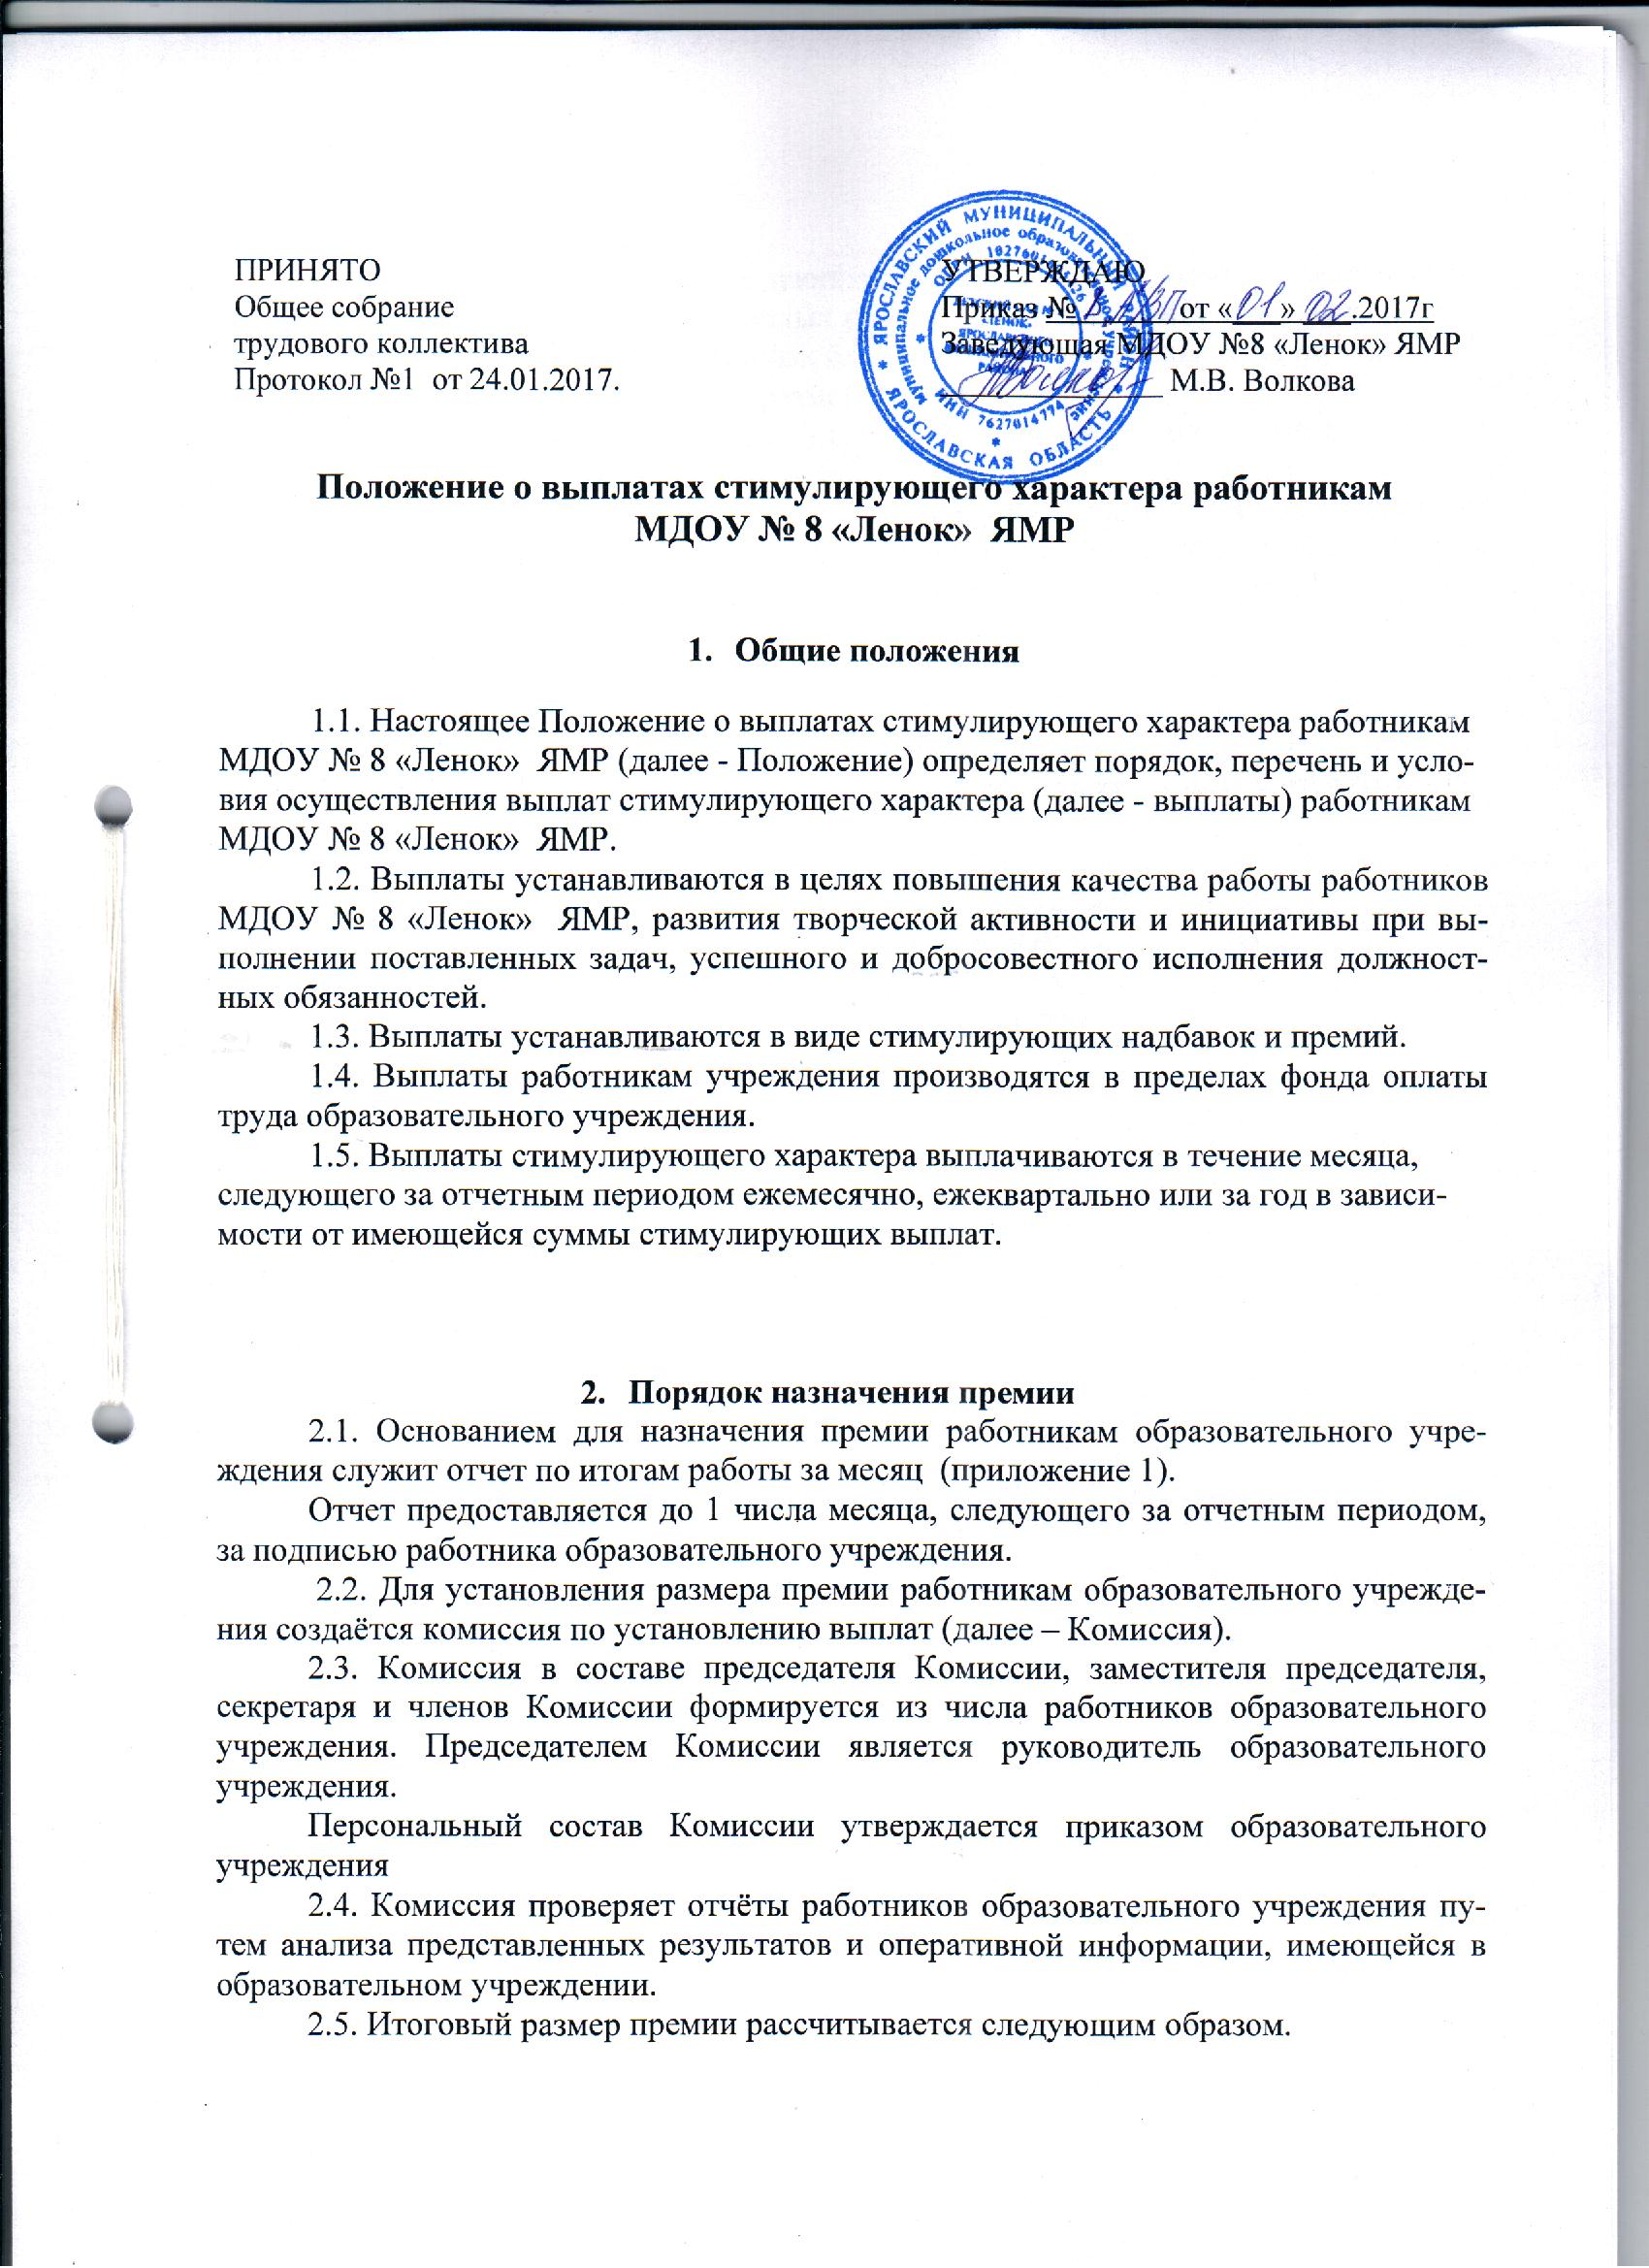 ПРИНЯТО
Общее собрание
трудового коллектива
Протокол №1 от 24.01.2017.
УТВЕРЖДАЮ
Приказ № от «01» 02.2017г
Заведующая МДОУ №8 «Ленок» ЯМР
М.В. Волкова
ЯРОСЛАВСКИЙ МУНИЦИПАЛЬНЫЙ РАЙОН
ЯРОСЛАВСКАЯ ОБЛАСТЬ
муниципальное дошкольное образовательное учреждение
ИНН 7627014774
Положение о выплатах стимулирующего характера работникам
МДОУ № 8 «Ленок» ЯМР
1. Общие положения
1.1. Настоящее Положение о выплатах стимулирующего характера работникам
МДОУ № 8 «Ленок» ЯМР (далее - Положение) определяет порядок, перечень и усло-
вия осуществления выплат стимулирующего характера (далее - выплаты) работникам
МДОУ № 8 «Ленок» ЯМР.
1.2. Выплаты устанавливаются в целях повышения качества работы работников
МДОУ № 8 «Ленок» ЯМР, развития творческой активности и инициативы при вы-
полнении поставленных задач, успешного и добросовестного исполнения должност-
ных обязанностей.
1.3. Выплаты устанавливаются в виде стимулирующих надбавок и премий.
1.4. Выплаты работникам учреждения производятся в пределах фонда оплаты
труда образовательного учреждения.
1.5. Выплаты стимулирующего характера выплачиваются в течение месяца,
следующего за отчетным периодом ежемесячно, ежеквартально или за год в зависи-
мости от имеющейся суммы стимулирующих выплат.
2. Порядок назначения премии
2.1. Основанием для назначения премии работникам образовательного учре-
ждения служит отчет по итогам работы за месяц (приложение 1).
Отчет предоставляется до 1 числа месяца, следующего за отчетным периодом,
за подписью работника образовательного учреждения.
2.2. Для установления размера премии работникам образовательного учрежде-
ния создаётся комиссия по установлению выплат (далее – Комиссия).
2.3. Комиссия в составе председателя Комиссии, заместителя председателя,
секретаря и членов Комиссии формируется из числа работников образовательного
учреждения. Председателем Комиссии является руководитель образовательного
учреждения.
Персональный состав Комиссии утверждается приказом образовательного
учреждения
2.4. Комиссия проверяет отчёты работников образовательного учреждения пу-
тем анализа представленных результатов и оперативной информации, имеющейся в
образовательном учреждении.
2.5. Итоговый размер премии рассчитывается следующим образом.